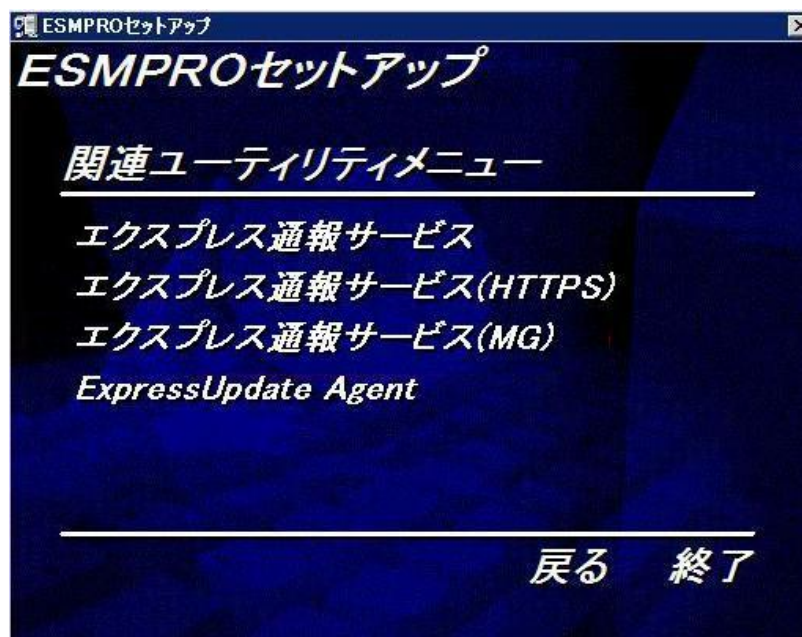 ESMPROセットアップ
ESMPROセットアップ
関連ユーティリティメニュー
エクスプレス通報サービス
エクスプレス通報サービス(HTTPS)
エクスプレス通報サービス(MG)
ExpressUpdate Agent
戻る 終了